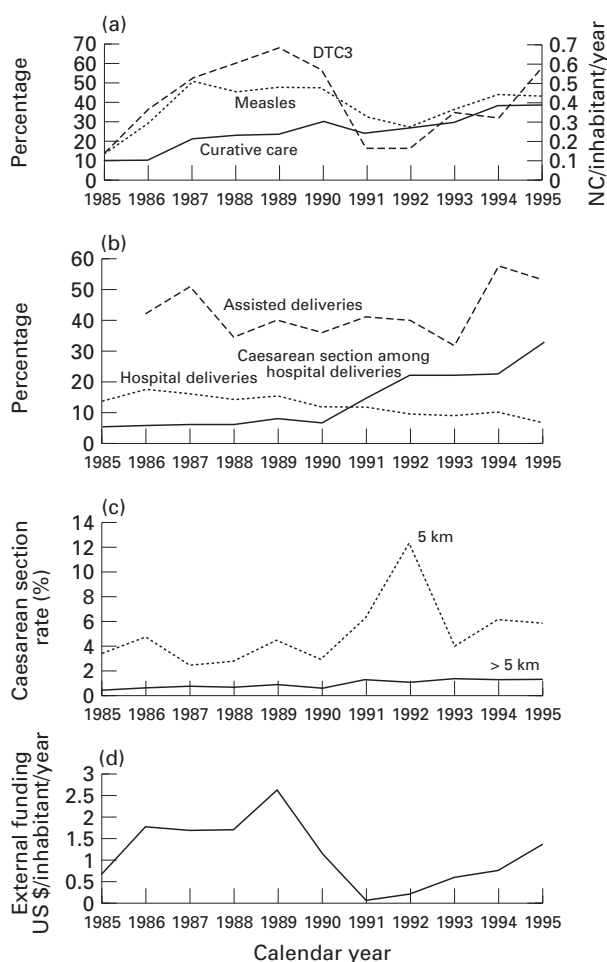 (a)
Percentage
70
60
50
40
30
20
10
0
DTC3
Measles
Curative care
0.7
0.6
0.5
0.4
0.3
0.2
0.1
0
NC/inhabitant/year
1985 1986 1987 1988 1989 1990 1991 1992 1993 1994 1995
(b)
Percentage
60
50
40
30
20
10
0
Assisted deliveries
Caesarean section among
hospital deliveries
Hospital deliveries
1985 1986 1987 1988 1989 1990 1991 1992 1993 1994 1995
(c)
Caesarean section
rate (%)
14
12
10
8
6
4
2
0
5 km
> 5 km
1985 1986 1987 1988 1989 1990 1991 1992 1993 1994 1995
(d)
External funding
US $/inhabitant/year
3
2.5
2
1.5
1
0.5
0
1985 1986 1987 1988 1989 1990 1991 1992 1993 1994 1995
Calendar year